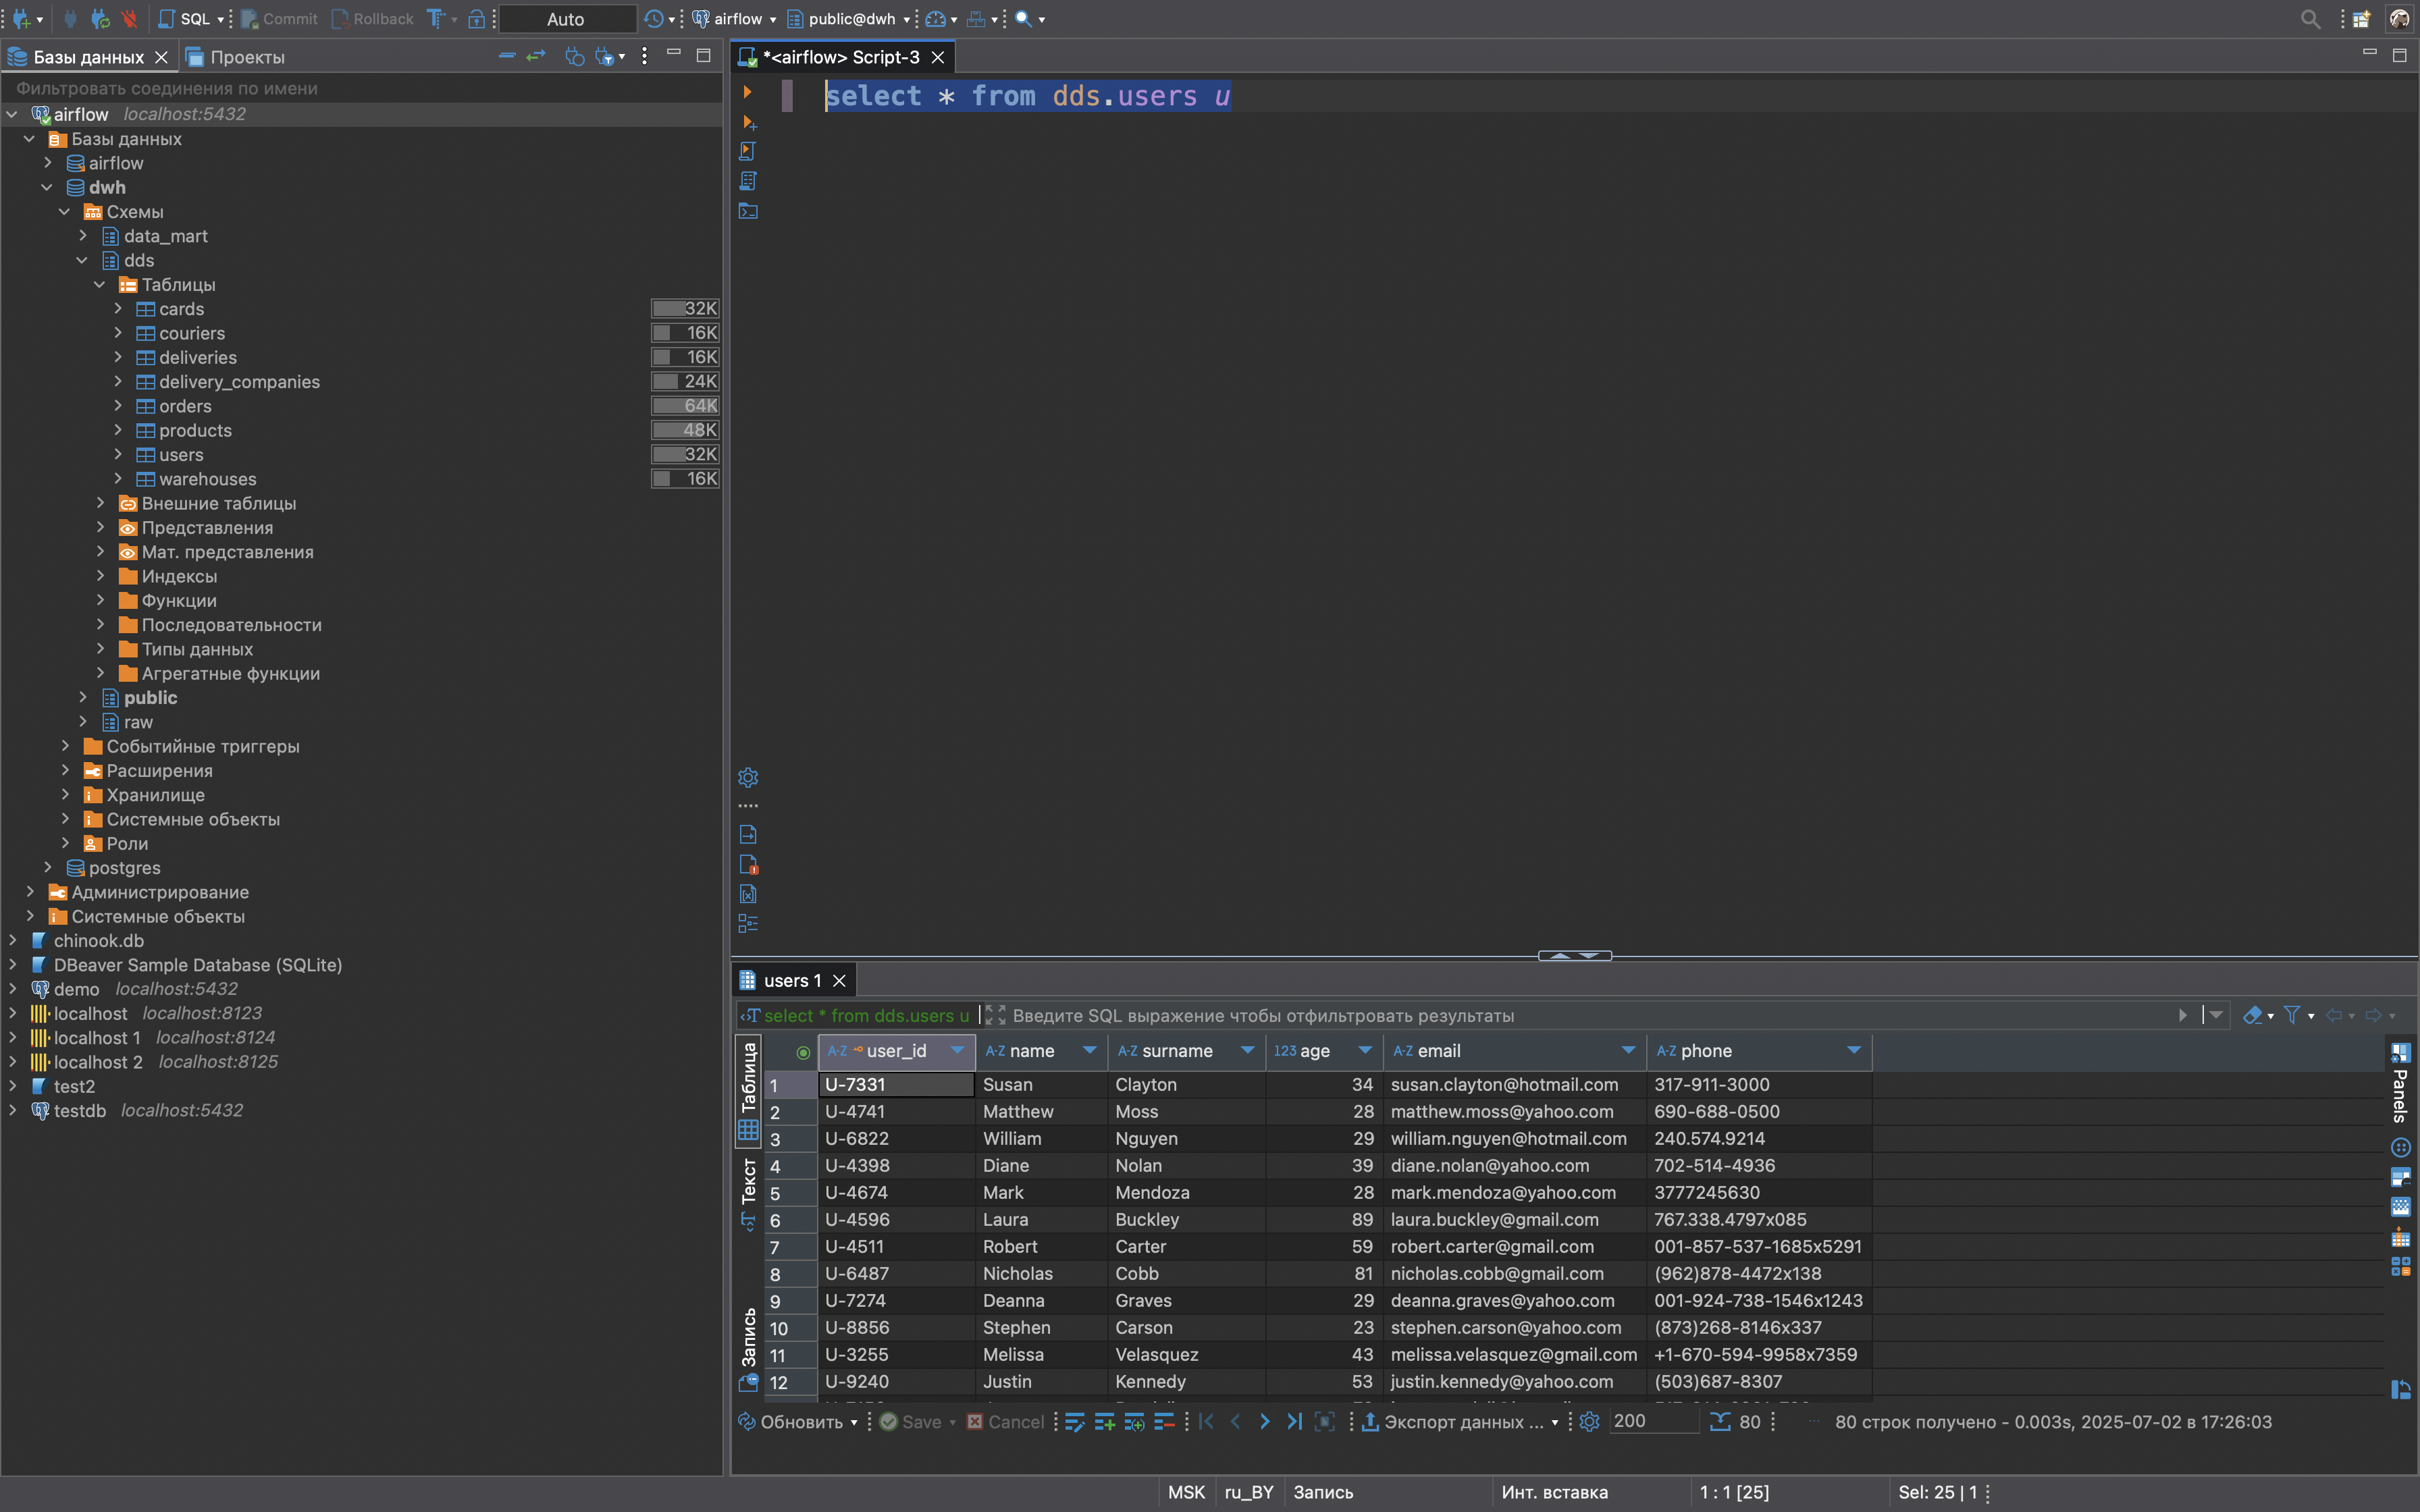 SQL Commit Rollback Auto airflow public@dwh
Базы данных Проекты
Фильтровать соединения по имени
airflow localhost:5432
Базы данных
airflow
dwh
Схемы
data_mart
dds
Таблицы
cards 32K
couriers 16K
deliveries 16K
delivery_companies 24K
orders 64K
products 48K
users 32K
warehouses 16K
Внешние таблицы
Представления
Мат. представления
Индексы
Функции
Последовательности
Типы данных
Агрегатные функции
public
raw
Событийные триггеры
Расширения
Хранилище
Системные объекты
Роли
postgres
Администрирование
Системные объекты
chinook.db
DBeaver Sample Database (SQLite)
demo localhost:5432
localhost localhost:8123
localhost 1 localhost:8124
localhost 2 localhost:8125
test2
testdb localhost:5432
*<airflow> Script-3
select * from dds.users u
users 1
select * from dds.users u Введите SQL выражение чтобы отфильтровать результаты
Таблица
Текст
Запись
A-Z user_id A-Z name A-Z surname 123 age A-Z email A-Z phone
1 U-7331 Susan Clayton 34 susan.clayton@hotmail.com 317-911-3000
2 U-4741 Matthew Moss 28 matthew.moss@yahoo.com 690-688-0500
3 U-6822 William Nguyen 29 william.nguyen@hotmail.com 240.574.9214
4 U-4398 Diane Nolan 39 diane.nolan@yahoo.com 702-514-4936
5 U-4674 Mark Mendoza 28 mark.mendoza@yahoo.com 3777245630
6 U-4596 Laura Buckley 89 laura.buckley@gmail.com 767.338.4797x085
7 U-4511 Robert Carter 59 robert.carter@gmail.com 001-857-537-1685x5291
8 U-6487 Nicholas Cobb 81 nicholas.cobb@gmail.com (962)878-4472x138
9 U-7274 Deanna Graves 29 deanna.graves@yahoo.com 001-924-738-1546x1243
10 U-8856 Stephen Carson 23 stephen.carson@yahoo.com (873)268-8146x337
11 U-3255 Melissa Velasquez 43 melissa.velasquez@gmail.com +1-670-594-9958x7359
12 U-9240 Justin Kennedy 53 justin.kennedy@yahoo.com (503)687-8307
Panels
Обновить Save Cancel Экспорт данных ... 200 80 ... 80 строк получено - 0.003s, 2025-07-02 в 17:26:03
MSK ru_BY Запись Инт. вставка 1 : 1 [25] Sel: 25 | 1